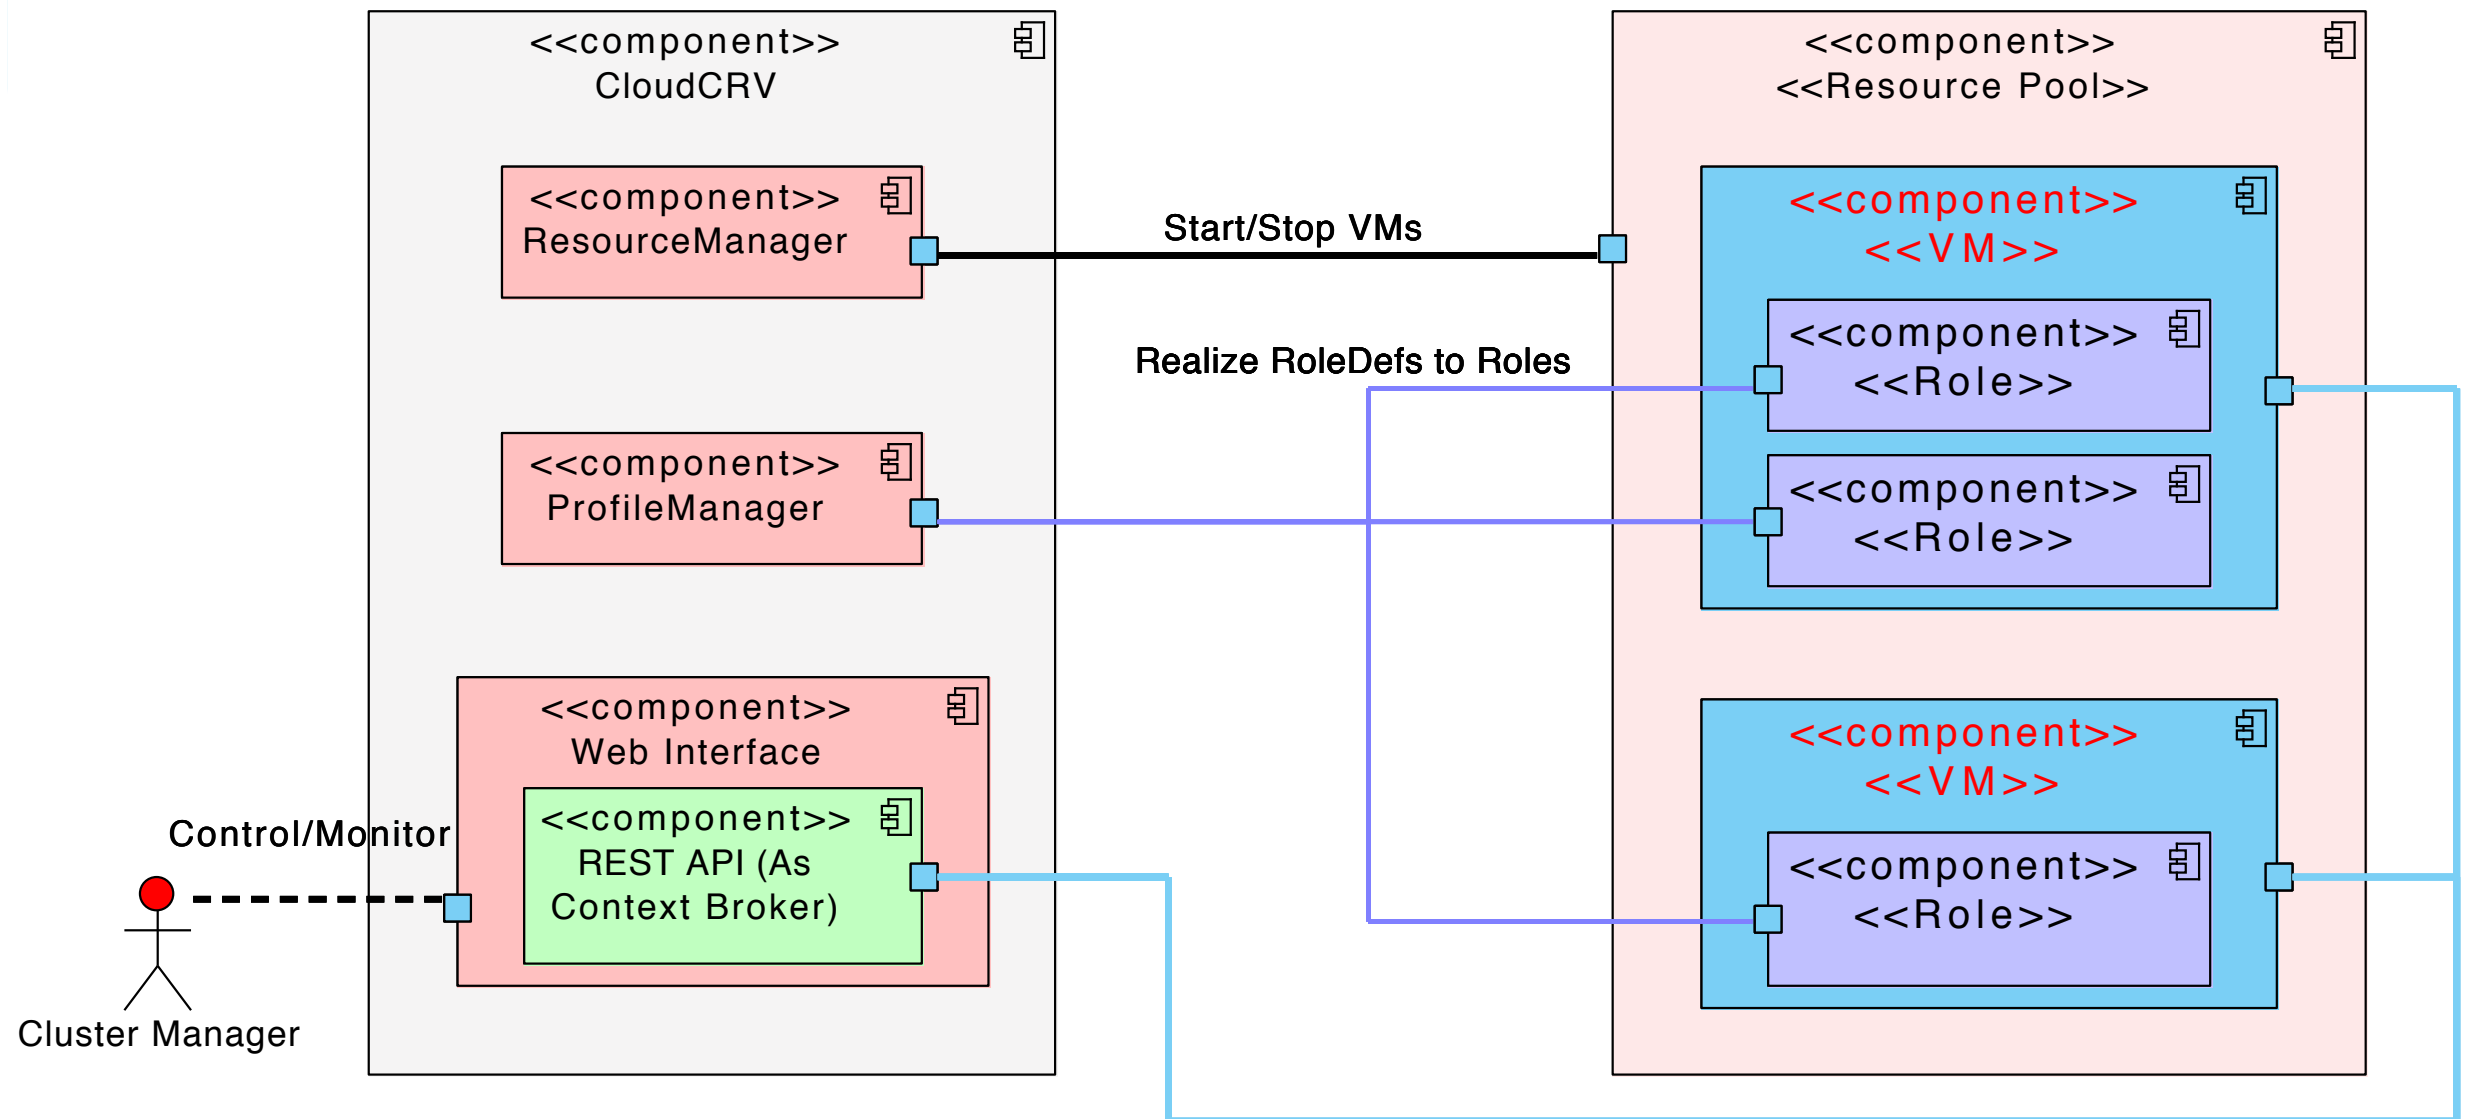 <<component>>
CloudCRV
<<component>>
ResourceManager
<<component>>
ProfileManager
<<component>>
Web Interface
<<component>>
REST API (As
Context Broker)
Control/Monitor
Cluster Manager
Start/Stop VMs
Realize RoleDefs to Roles
<<component>>
<<Resource Pool>>
<<component>>
<<VM>>
<<component>>
<<Role>>
<<component>>
<<Role>>
<<component>>
<<VM>>
<<component>>
<<Role>>